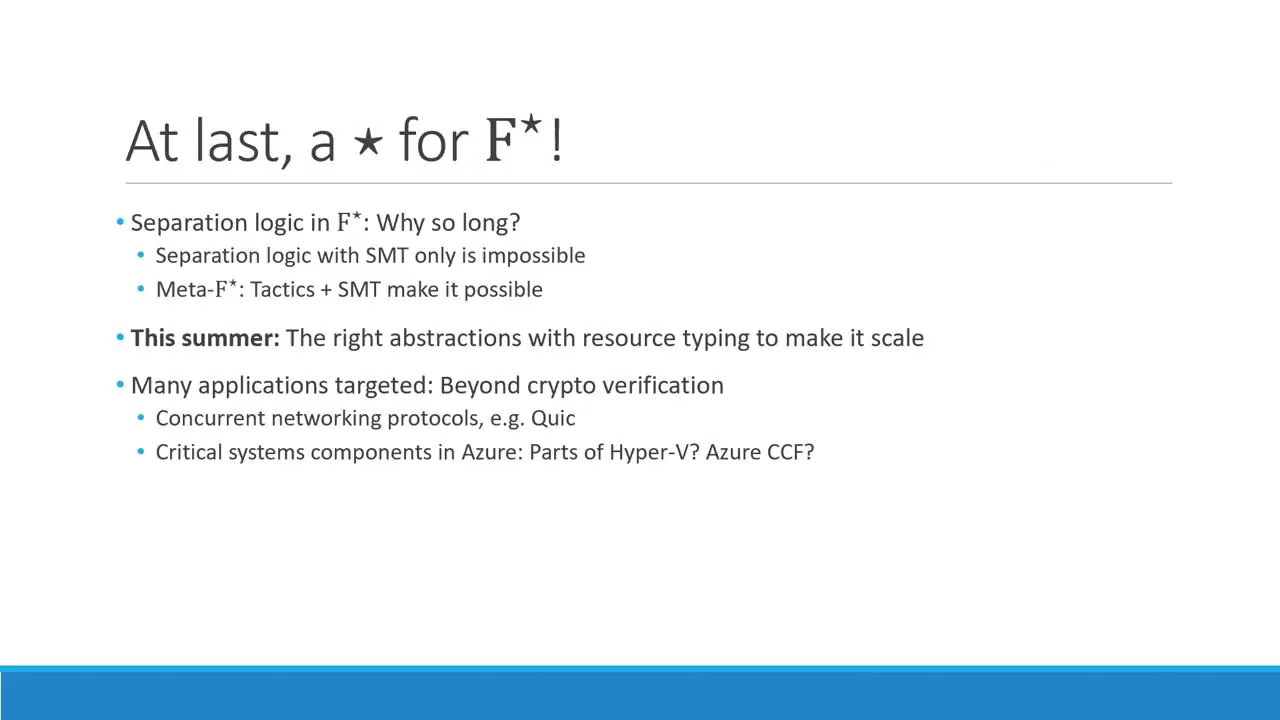 At last, a ⋆ for F⋆!
• Separation logic in F⋆: Why so long?
• Separation logic with SMT only is impossible
• Meta-F⋆: Tactics + SMT make it possible
• This summer: The right abstractions with resource typing to make it scale
• Many applications targeted: Beyond crypto verification
• Concurrent networking protocols, e.g. Quic
• Critical systems components in Azure: Parts of Hyper-V? Azure CCF?